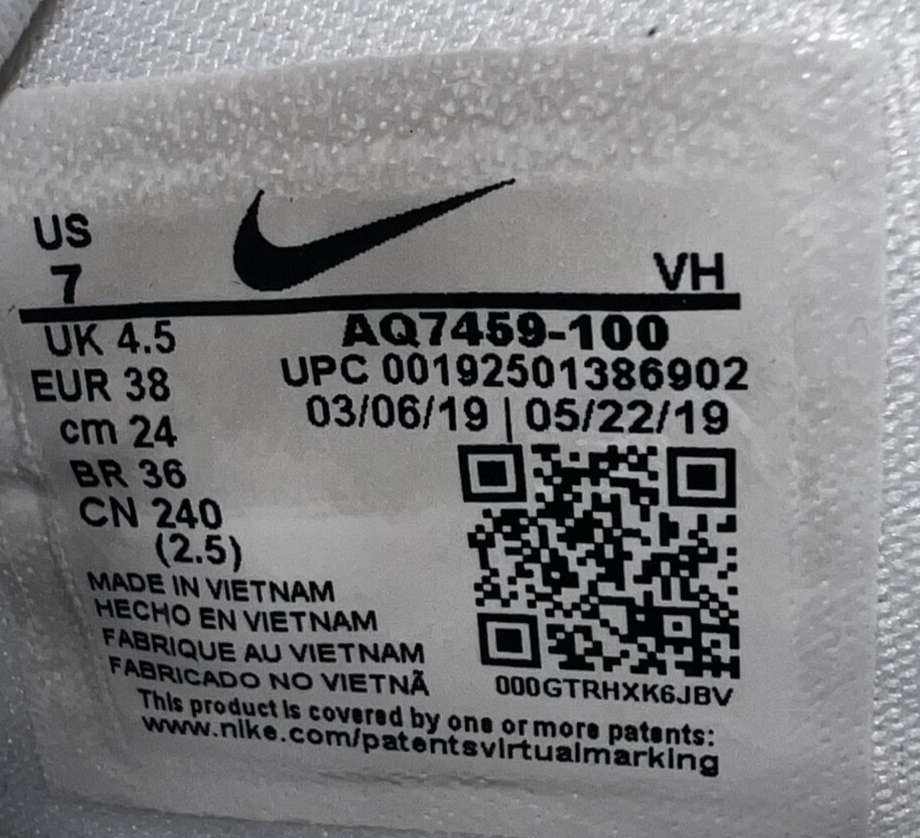 US
7
VH
UK 4.5
AQ7459-100
EUR 38
UPC 00192501386902
cm 24
03/06/19 | 05/22/19
BR 36
CN 240
(2.5)
MADE IN VIETNAM
HECHO EN VIETNAM
FABRIQUE AU VIETNAM
FABRICADO NO VIETNÃ
000GTRHXK6JBV
This product is covered by one or more patents:
www.nike.com/patentsvirtualmarking